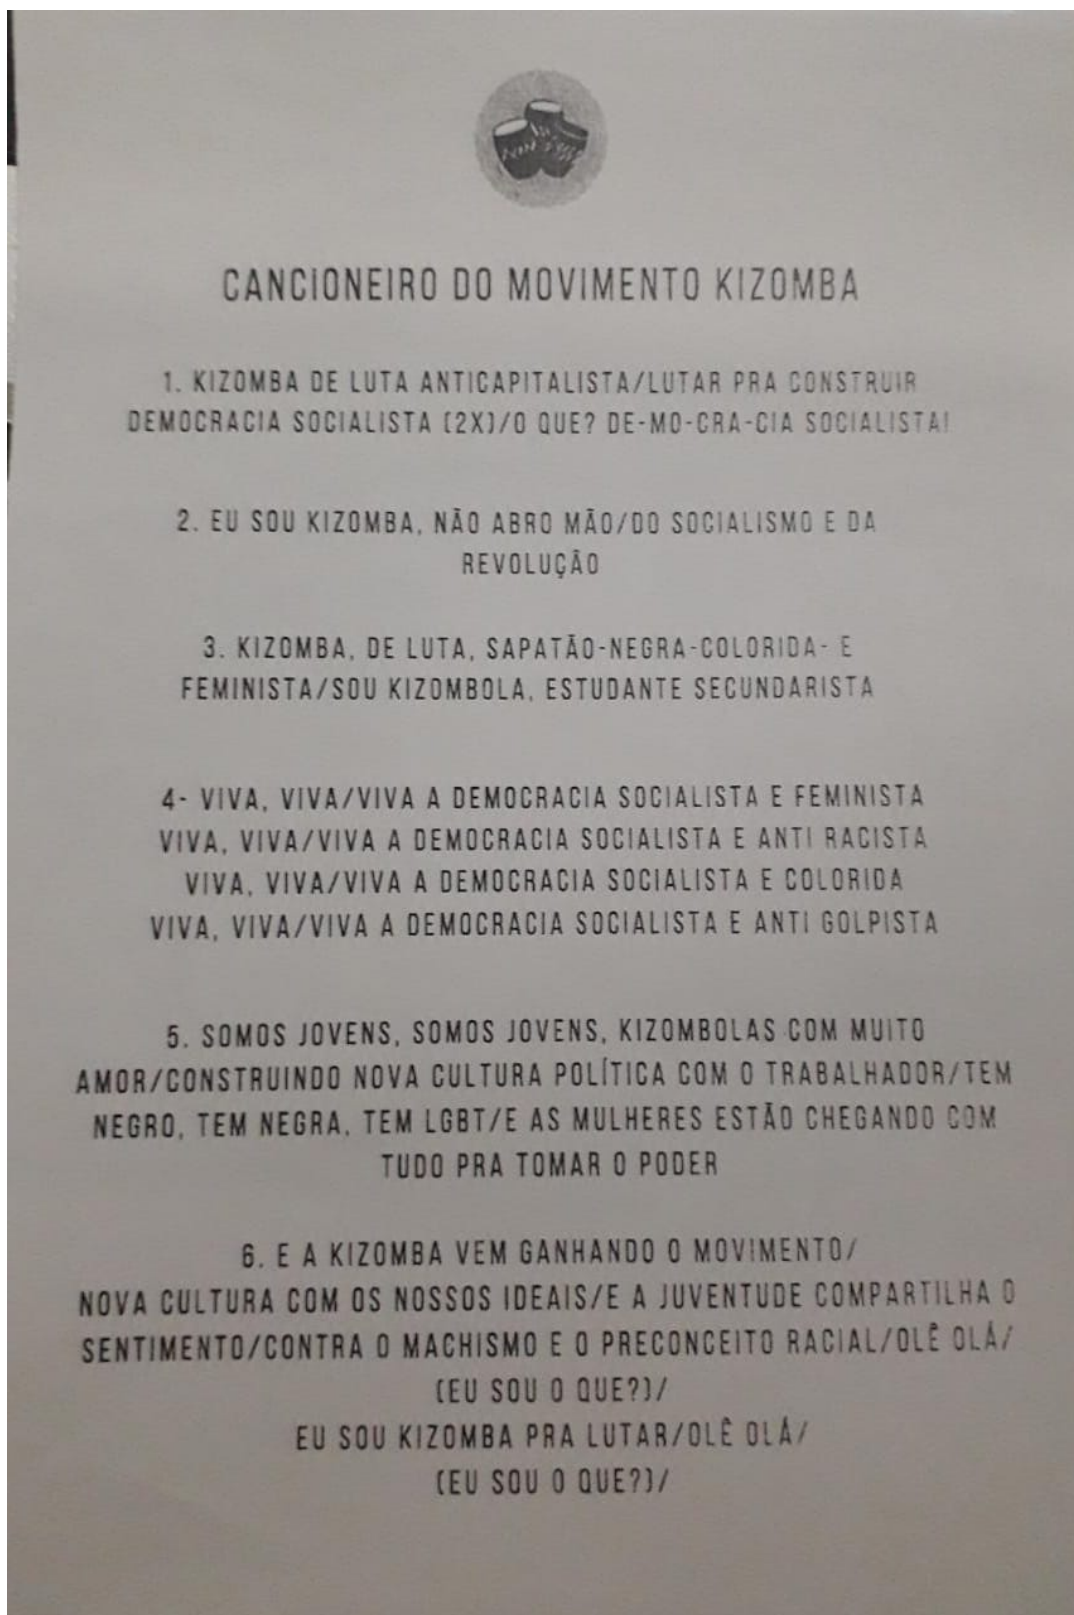 CANCIONEIRO DO MOVIMENTO KIZOMBA
1. KIZOMBA DE LUTA ANTICAPITALISTA/LUTAR PRA CONSTRUIR
DEMOCRACIA SOCIALISTA (2X)/O QUE? DE-MO-CRA-CIA SOCIALISTA!
2. EU SOU KIZOMBA, NÃO ABRO MÃO/DO SOCIALISMO E DA
REVOLUÇÃO
3. KIZOMBA, DE LUTA, SAPATÃO-NEGRA-COLORIDA- E
FEMINISTA/SOU KIZOMBOLA, ESTUDANTE SECUNDARISTA
4- VIVA, VIVA/VIVA A DEMOCRACIA SOCIALISTA E FEMINISTA
VIVA, VIVA/VIVA A DEMOCRACIA SOCIALISTA E ANTI RACISTA
VIVA, VIVA/VIVA A DEMOCRACIA SOCIALISTA E COLORIDA
VIVA, VIVA/VIVA A DEMOCRACIA SOCIALISTA E ANTI GOLPISTA
5. SOMOS JOVENS, SOMOS JOVENS, KIZOMBOLAS COM MUITO
AMOR/CONSTRUINDO NOVA CULTURA POLÍTICA COM O TRABALHADOR/TEM
NEGRO, TEM NEGRA, TEM LGBT/E AS MULHERES ESTÃO CHEGANDO COM
TUDO PRA TOMAR O PODER
6. E A KIZOMBA VEM GANHANDO O MOVIMENTO/
NOVA CULTURA COM OS NOSSOS IDEAIS/E A JUVENTUDE COMPARTILHA O
SENTIMENTO/CONTRA O MACHISMO E O PRECONCEITO RACIAL/OLÊ OLÁ/
(EU SOU O QUE?)/
EU SOU KIZOMBA PRA LUTAR/OLÊ OLÁ/
(EU SOU O QUE?)/